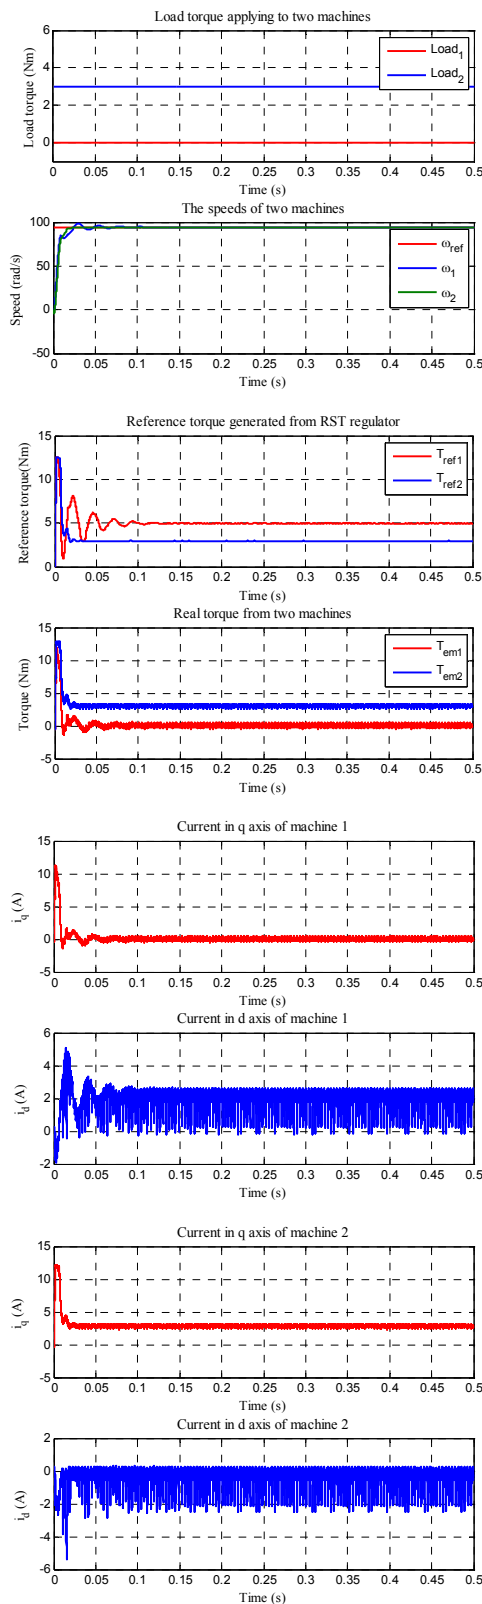 Load torque applying to two machines
Load torque (Nm)
6
4
2
0
Load1
Load2
0 0.05 0.1 0.15 0.2 0.25 0.3 0.35 0.4 0.45 0.5
Time (s)
The speeds of two machines
Speed (rad/s)
100
50
0
-50
ωref
ω1
ω2
0 0.05 0.1 0.15 0.2 0.25 0.3 0.35 0.4 0.45 0.5
Time (s)
Reference torque generated from RST regulator
Reference torque(Nm)
15
10
5
0
Tref1
Tref2
0 0.05 0.1 0.15 0.2 0.25 0.3 0.35 0.4 0.45 0.5
Time (s)
Real torque from two machines
Torque (Nm)
15
10
5
0
-5
Tem1
Tem2
0 0.05 0.1 0.15 0.2 0.25 0.3 0.35 0.4 0.45 0.5
Time (s)
Current in q axis of machine 1
iq (A)
15
10
5
0
-5
0 0.05 0.1 0.15 0.2 0.25 0.3 0.35 0.4 0.45 0.5
Time (s)
Current in d axis of machine 1
id (A)
6
4
2
0
-2
0 0.05 0.1 0.15 0.2 0.25 0.3 0.35 0.4 0.45 0.5
Time (s)
Current in q axis of machine 2
iq (A)
15
10
5
0
-5
0 0.05 0.1 0.15 0.2 0.25 0.3 0.35 0.4 0.45 0.5
Time (s)
Current in d axis of machine 2
id (A)
2
0
-2
-4
-6
0 0.05 0.1 0.15 0.2 0.25 0.3 0.35 0.4 0.45 0.5
Time (s)